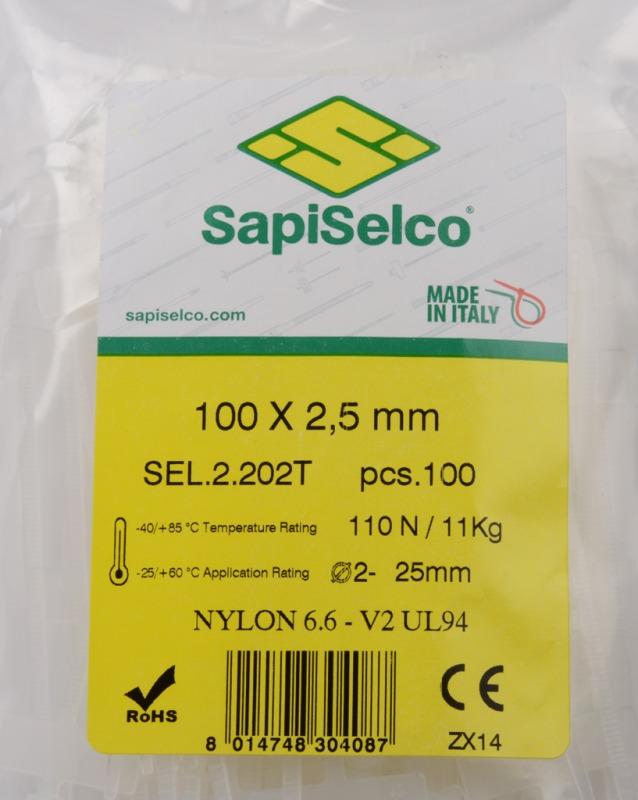 SapiSelco®
sapiselco.com
MADE
IN ITALY
100 X 2,5 mm
SEL.2.202T pcs.100
-40/+85 °C Temperature Rating 110 N / 11Kg
-25/+60 °C Application Rating Ø2- 25mm
NYLON 6.6 - V2 UL94
RoHS
CE
8 014748 304087
ZX14